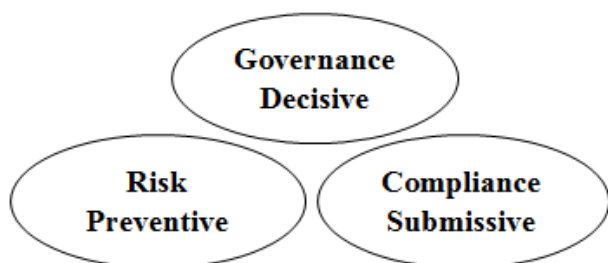 Governance
Decisive
Risk
Preventive
Compliance
Submissive